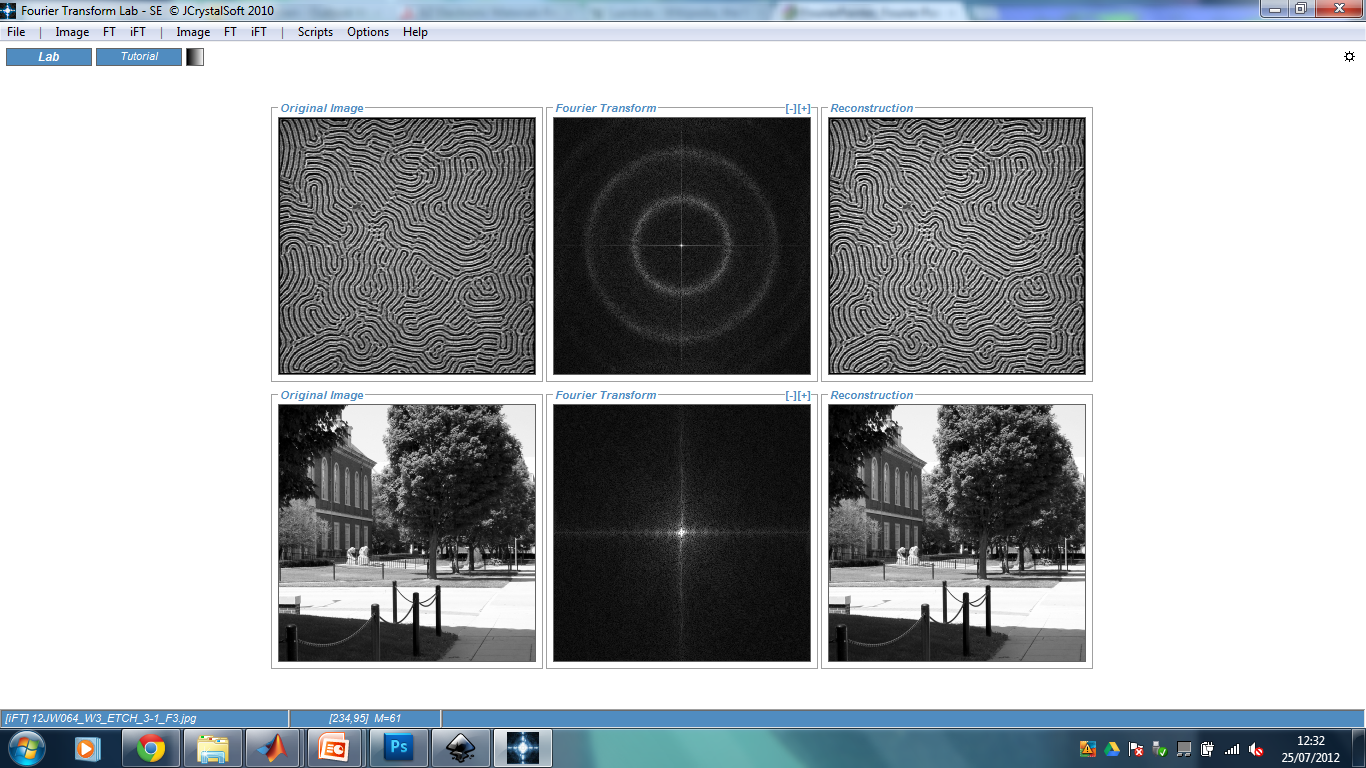 Fourier Transform Lab - SE © JCrystalSoft 2010
File | Image FT iFT | Image FT iFT | Scripts Options Help
Lab Tutorial
Original Image Fourier Transform [-][+] Reconstruction
Original Image Fourier Transform [-][+] Reconstruction
[iFT] 12JW064_W3_ETCH_3-1_F3.jpg [234,95] M=61
Ps
12:32
25/07/2012